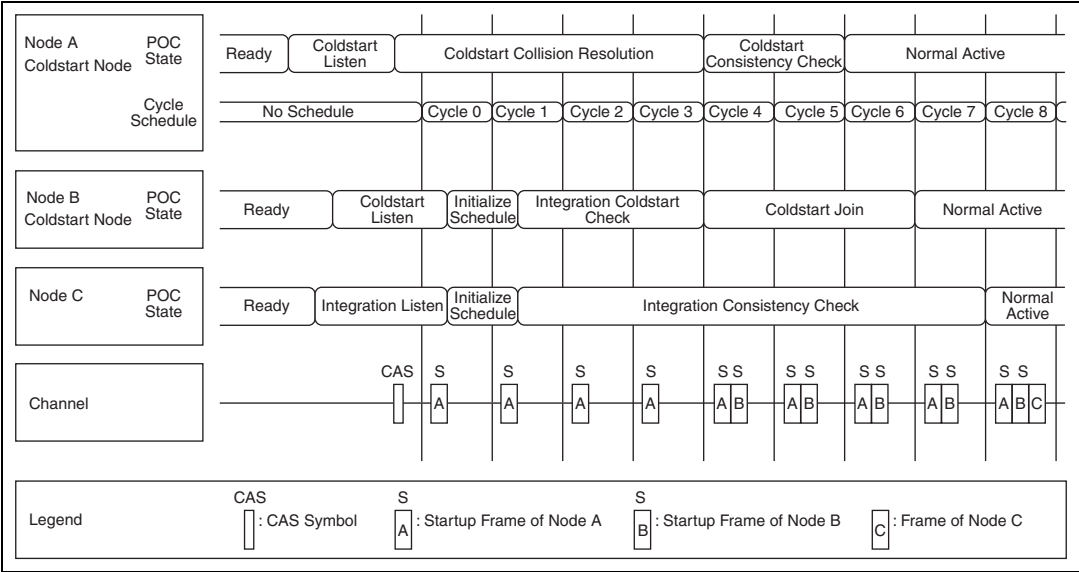 Node A
Coldstart Node
POC
State
Ready
Coldstart
Listen
Coldstart Collision Resolution
Coldstart
Consistency Check
Normal Active
Cycle
Schedule
No Schedule
Cycle 0
Cycle 1
Cycle 2
Cycle 3
Cycle 4
Cycle 5
Cycle 6
Cycle 7
Cycle 8
Node B
Coldstart Node
POC
State
Ready
Coldstart
Listen
Initialize
Schedule
Integration Coldstart
Check
Coldstart Join
Normal Active
Node C
POC
State
Ready
Integration Listen
Initialize
Schedule
Integration Consistency Check
Normal
Active
Channel
CAS
S
S
S
S
S S
S S
S S
S S
S S
A
A
A
A
A B
A B
A B
A B
A B C
Legend
CAS
: CAS Symbol
S
A
: Startup Frame of Node A
S
B
: Startup Frame of Node B
C
: Frame of Node C